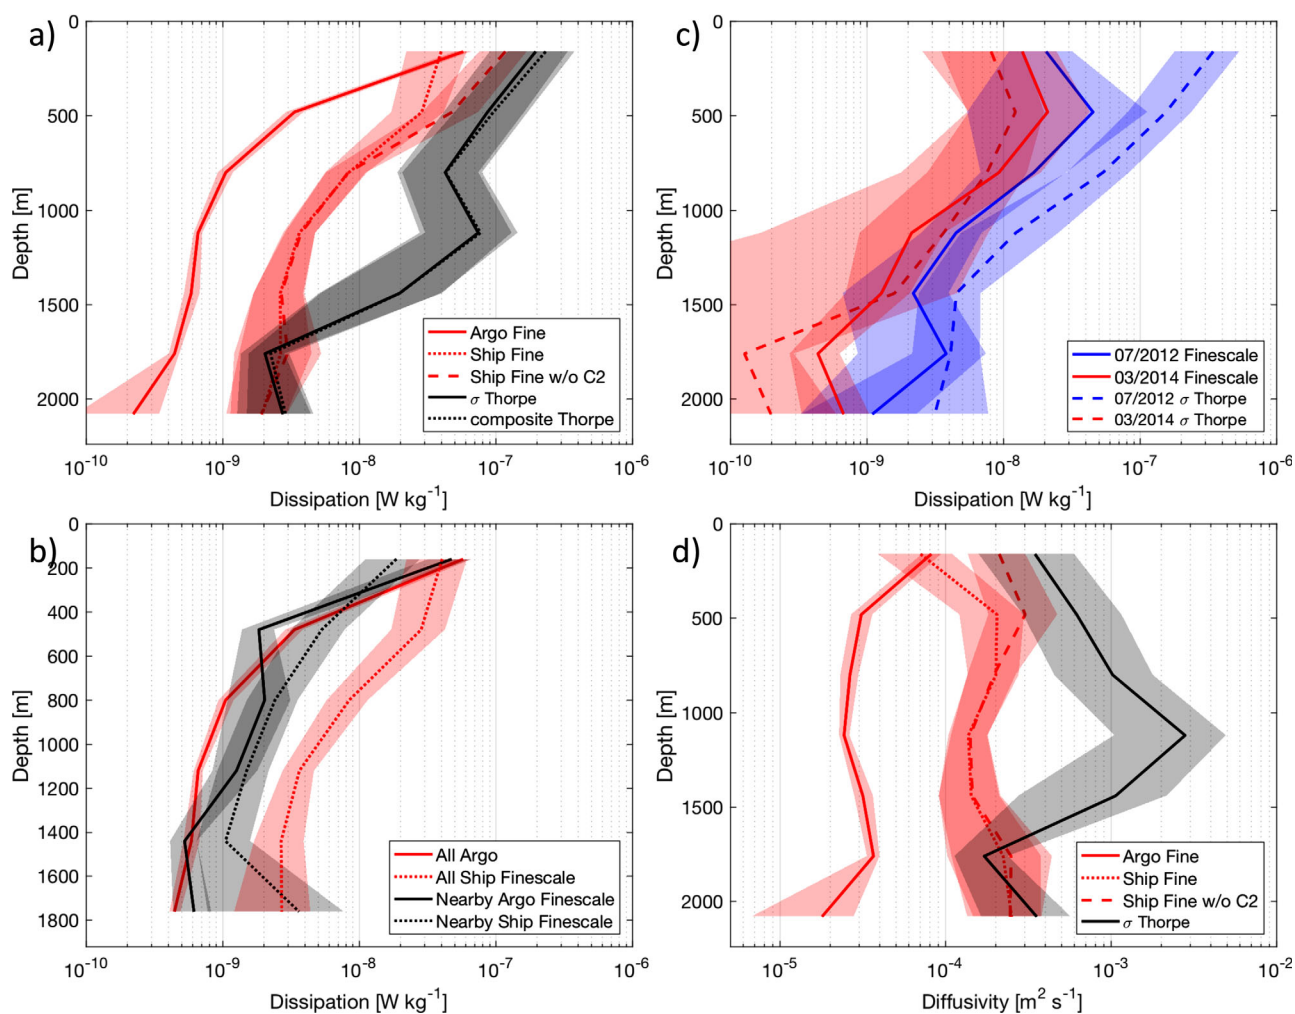 a)
0
500
1000
1500
2000
Depth [m]
Argo Fine
Ship Fine
Ship Fine w/o C2
σ Thorpe
composite Thorpe
10⁻¹⁰ 10⁻⁹ 10⁻⁸ 10⁻⁷ 10⁻⁶
Dissipation [W kg⁻¹]
c)
0
500
1000
1500
2000
Depth [m]
07/2012 Finescale
03/2014 Finescale
07/2012 σ Thorpe
03/2014 σ Thorpe
10⁻¹⁰ 10⁻⁹ 10⁻⁸ 10⁻⁷ 10⁻⁶
Dissipation [W kg⁻¹]
b)
0
200
400
600
800
1000
1200
1400
1600
1800
Depth [m]
All Argo
All Ship Finescale
Nearby Argo Finescale
Nearby Ship Finescale
10⁻¹⁰ 10⁻⁹ 10⁻⁸ 10⁻⁷ 10⁻⁶
Dissipation [W kg⁻¹]
d)
0
500
1000
1500
2000
Depth [m]
Argo Fine
Ship Fine
Ship Fine w/o C2
σ Thorpe
10⁻⁵ 10⁻⁴ 10⁻³ 10⁻²
Diffusivity [m² s⁻¹]